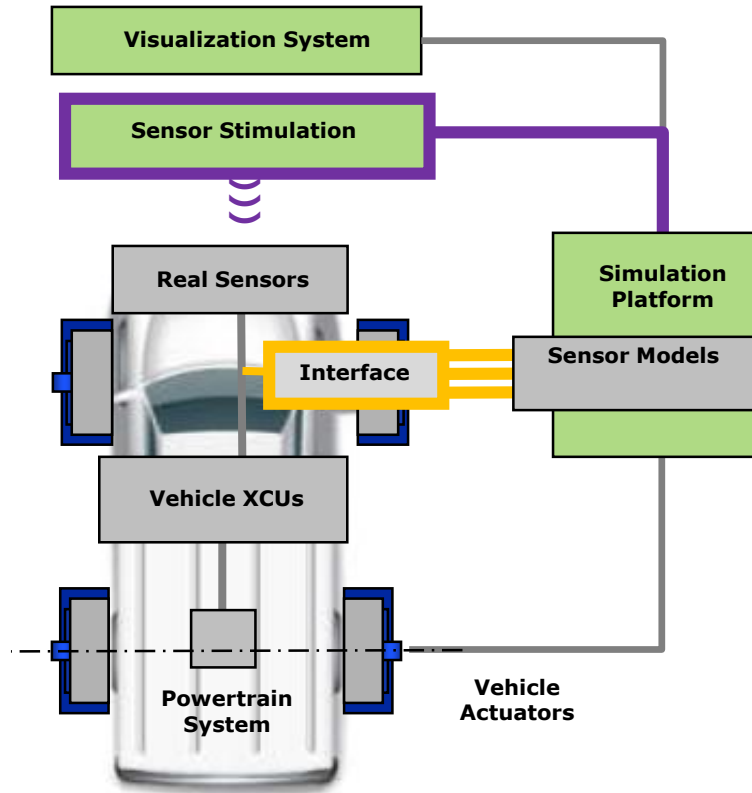 Visualization System
Sensor Stimulation
Real Sensors
Simulation
Platform
Sensor Models
Interface
Vehicle XCUs
Powertrain
System
Vehicle
Actuators